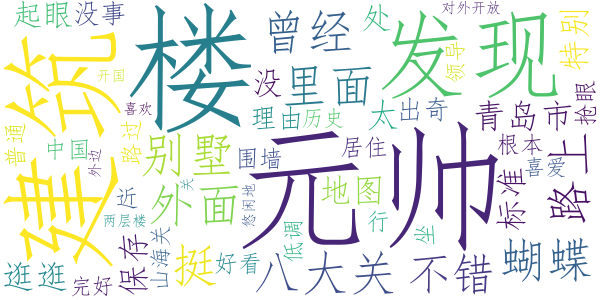 起眼 没事 曾经 处 对外开放
建筑 楼 发现 领导 特别
开国 没 里面
喜欢 理由 历史 太 出奇 青岛市 抢眼
普通 中国 路过 别墅 围墙 居住 根本 喜爱
外边 元帅 标准 路上
近 外面 关 地图
两层楼 悠闲地 行 坐
保存 山海关 挺 低调
逛逛 完好 好看 八大关 不错 蝴蝶